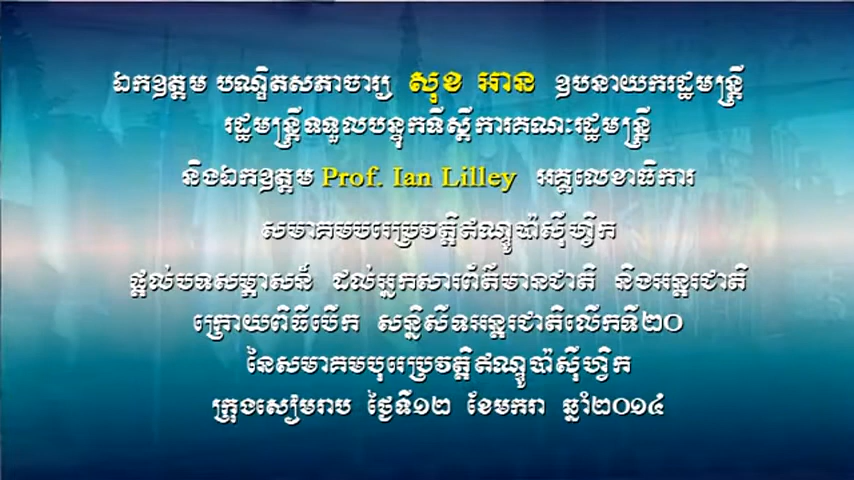 ឯកឧត្តម បណ្ឌិតសភាចារ្យ សុខ អាន ឧបនាយករដ្ឋមន្ត្រី
រដ្ឋមន្ត្រីទទួលបន្ទុកទីស្តីការគណៈរដ្ឋមន្ត្រី
និងឯកឧត្តម Prof. Ian Lilley អគ្គលេខាធិការ
សមាគមបុរេប្រវត្តិឥណ្ឌូប៉ាស៊ីហ្វិក
ផ្តល់បទសម្ភាសន៍ ដល់អ្នកសារព័ត៌មានជាតិ និងអន្តរជាតិ
ក្រោយពិធីបើក សន្និសីទអន្តរជាតិលើកទី២០
នៃសមាគមបុរេប្រវត្តិឥណ្ឌូប៉ាស៊ីហ្វិក
ក្រុងសៀមរាប ថ្ងៃទី១២ ខែមករា ឆ្នាំ២០១៤